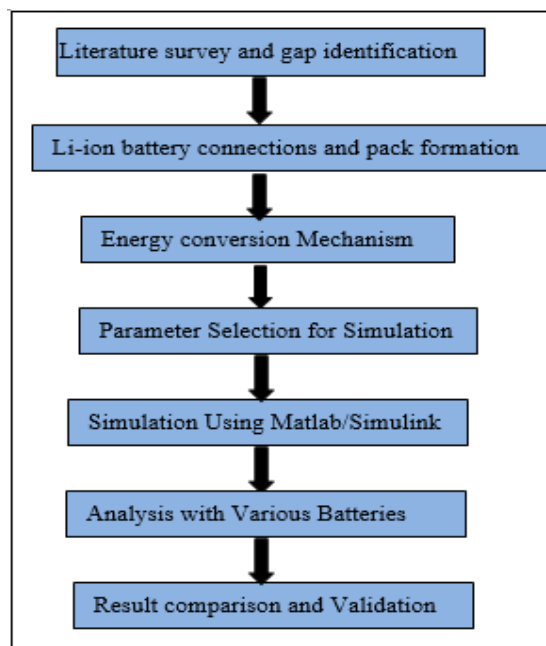 Literature survey and gap identification
Li-ion battery connections and pack formation
Energy conversion Mechanism
Parameter Selection for Simulation
Simulation Using Matlab/Simulink
Analysis with Various Batteries
Result comparison and Validation